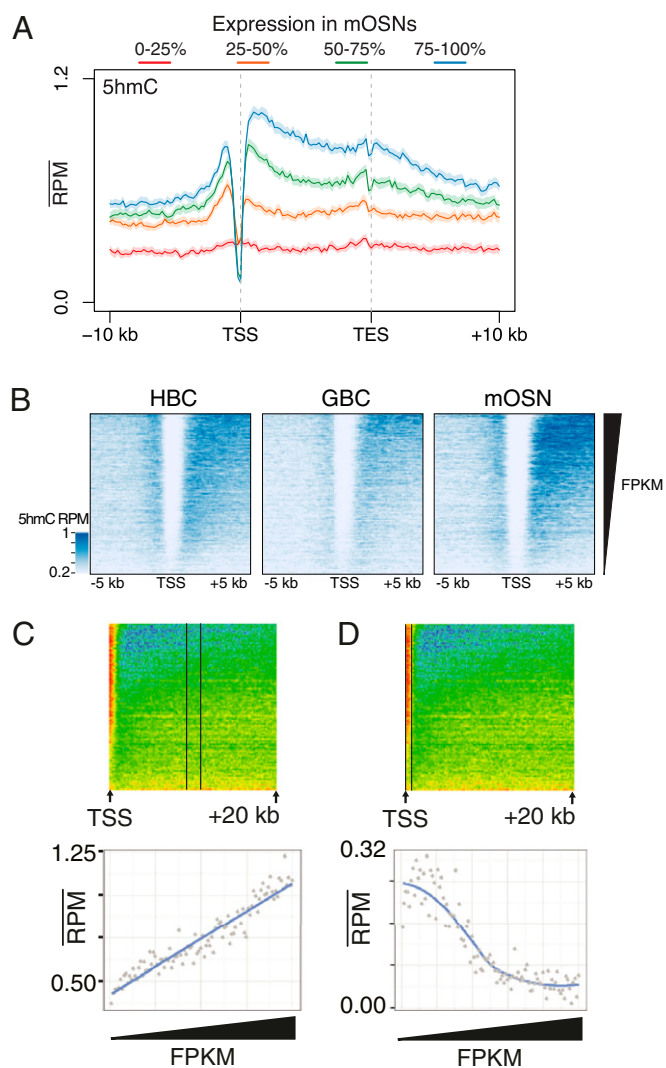 A
Expression in mOSNs
0-25% 25-50% 50-75% 75-100%
5hmC
1.2
RPM
0.0
−10 kb TSS TES +10 kb
B
HBC GBC mOSN
FPKM
5hmC RPM
1
0.2
-5 kb TSS +5 kb -5 kb TSS +5 kb -5 kb TSS +5 kb
C D
TSS +20 kb TSS +20 kb
1.25
RPM
0.50
FPKM
0.32
RPM
0.00
FPKM